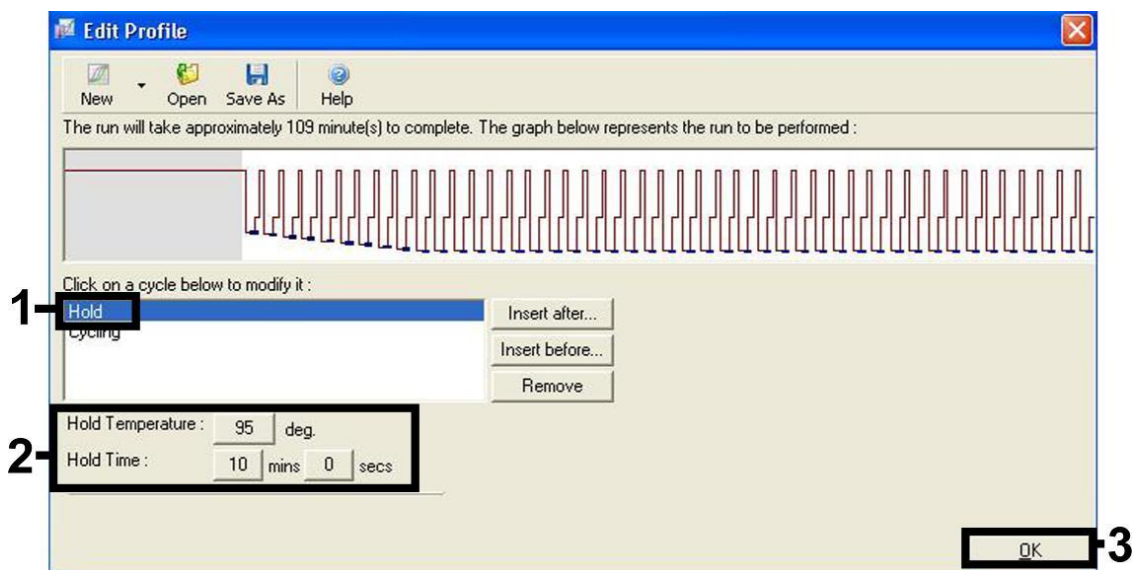 Edit Profile
New Open Save As Help
The run will take approximately 109 minute(s) to complete. The graph below represents the run to be performed :
Click on a cycle below to modify it :
1
Hold
Cycling
Insert after...
Insert before...
Remove
2
Hold Temperature : 95 deg.
Hold Time : 10 mins 0 secs
OK
3